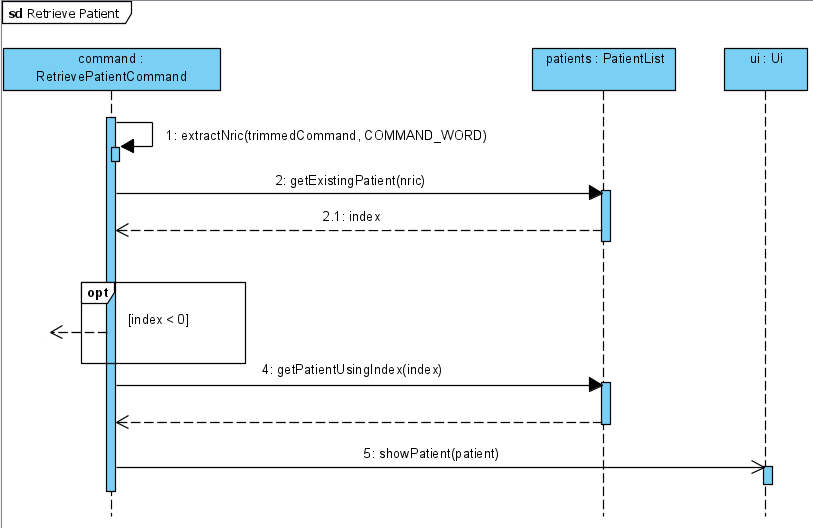 sd Retrieve Patient
command :
RetrievePatientCommand
patients : PatientList
ui : Ui
1: extractNric(trimmedCommand, COMMAND_WORD)
2: getExistingPatient(nric)
2.1: index
opt
[index < 0]
4: getPatientUsingIndex(index)
5: showPatient(patient)